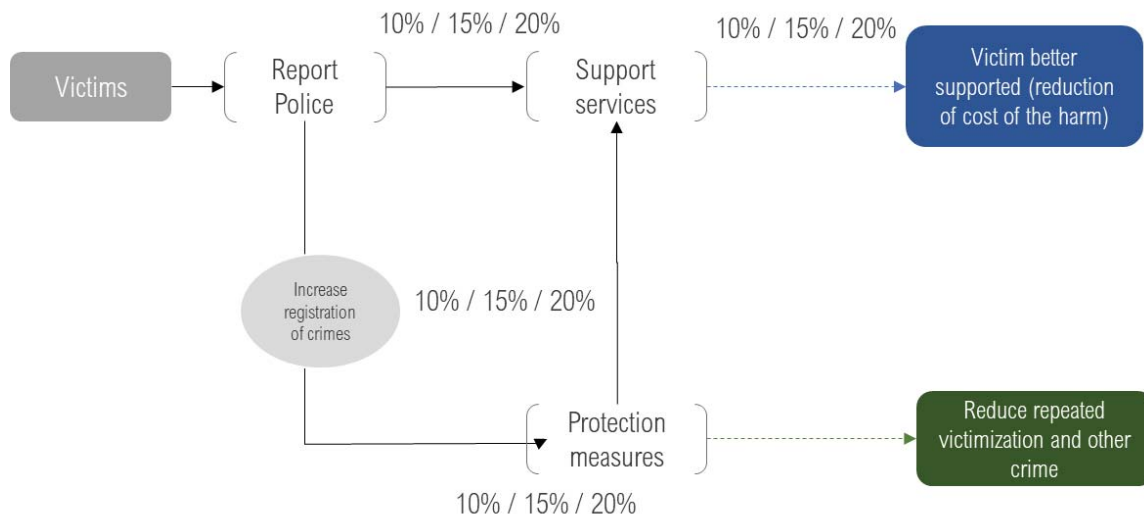 10% / 15% / 20%
10% / 15% / 20%
Victims
Report
Police
Support
services
Victim better
supported (reduction
of cost of the harm)
Increase
registration
of crimes
10% / 15% / 20%
Protection
measures
Reduce repeated
victimization and other
crime
10% / 15% / 20%